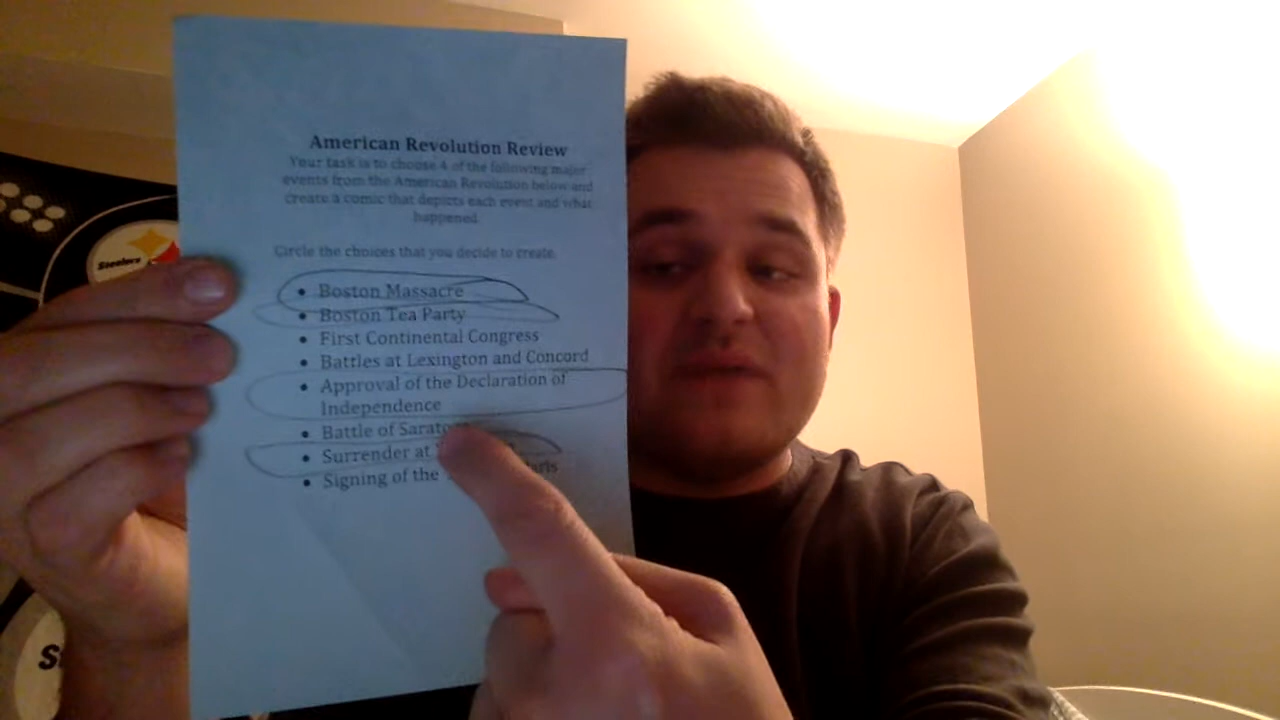 American Revolution Review
Your task is to choose 4 of the following major
events from the American Revolution below and
create a comic that depicts each event and what
happened.
Circle the choices that you decide to create.
• Boston Massacre
• Boston Tea Party
• First Continental Congress
• Battles at Lexington and Concord
• Approval of the Declaration of
Independence
• Battle of
• Surrender at
• Signing of the
Steelers